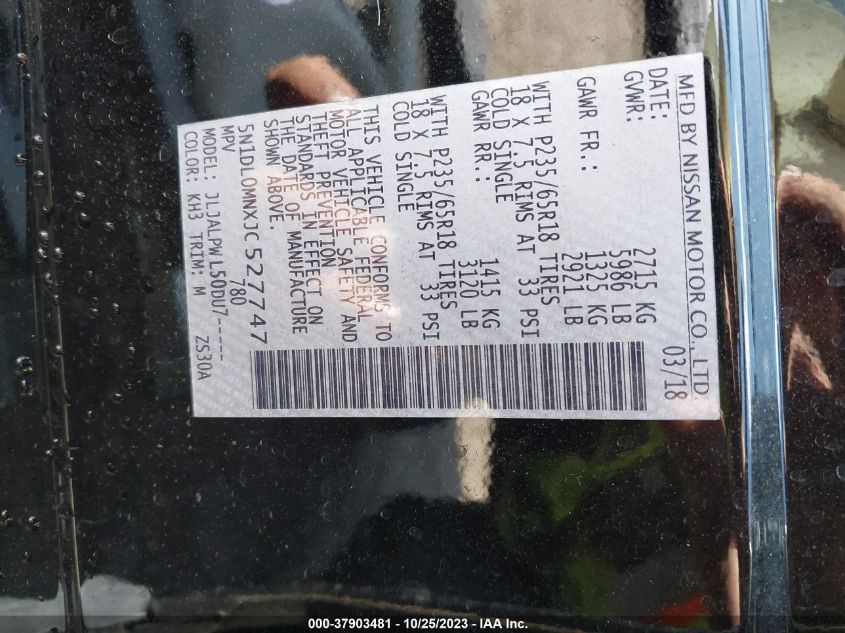 MFD BY NISSAN MOTOR CO., LTD.
DATE: 03/18
GVWR: 2715 KG
5986 LB
GAWR FR.: 1325 KG
2921 LB
WITH P235/65R18 TIRES
18 X 7.5 RIMS AT 33 PSI
COLD SINGLE
GAWR RR.: 1415 KG
3120 LB
WITH P235/65R18 TIRES
18 X 7.5 RIMS AT 33 PSI
COLD SINGLE
THIS VEHICLE CONFORMS TO
ALL APPLICABLE FEDERAL
MOTOR VEHICLE SAFETY AND
THEFT PREVENTION
STANDARDS IN EFFECT ON
THE DATE OF MANUFACTURE
SHOWN ABOVE.
5N1DL0MNXJC527747
MPV 780
MODEL: JLJALPWL50DU7-----
COLOR: KH3 TRIM: M ZS30A
000-37903481 - 10/25/2023 - IAA Inc.